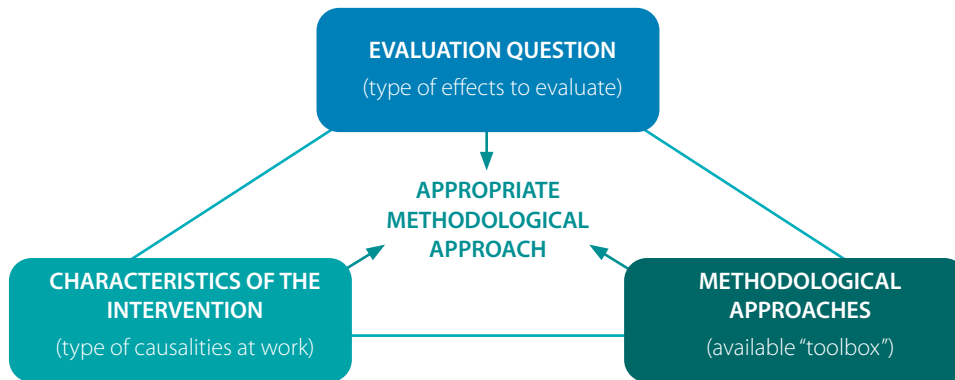 EVALUATION QUESTION
(type of effects to evaluate)
APPROPRIATE
METHODOLOGICAL
APPROACH
CHARACTERISTICS OF THE
INTERVENTION
(type of causalities at work)
METHODOLOGICAL
APPROACHES
(available “toolbox”)